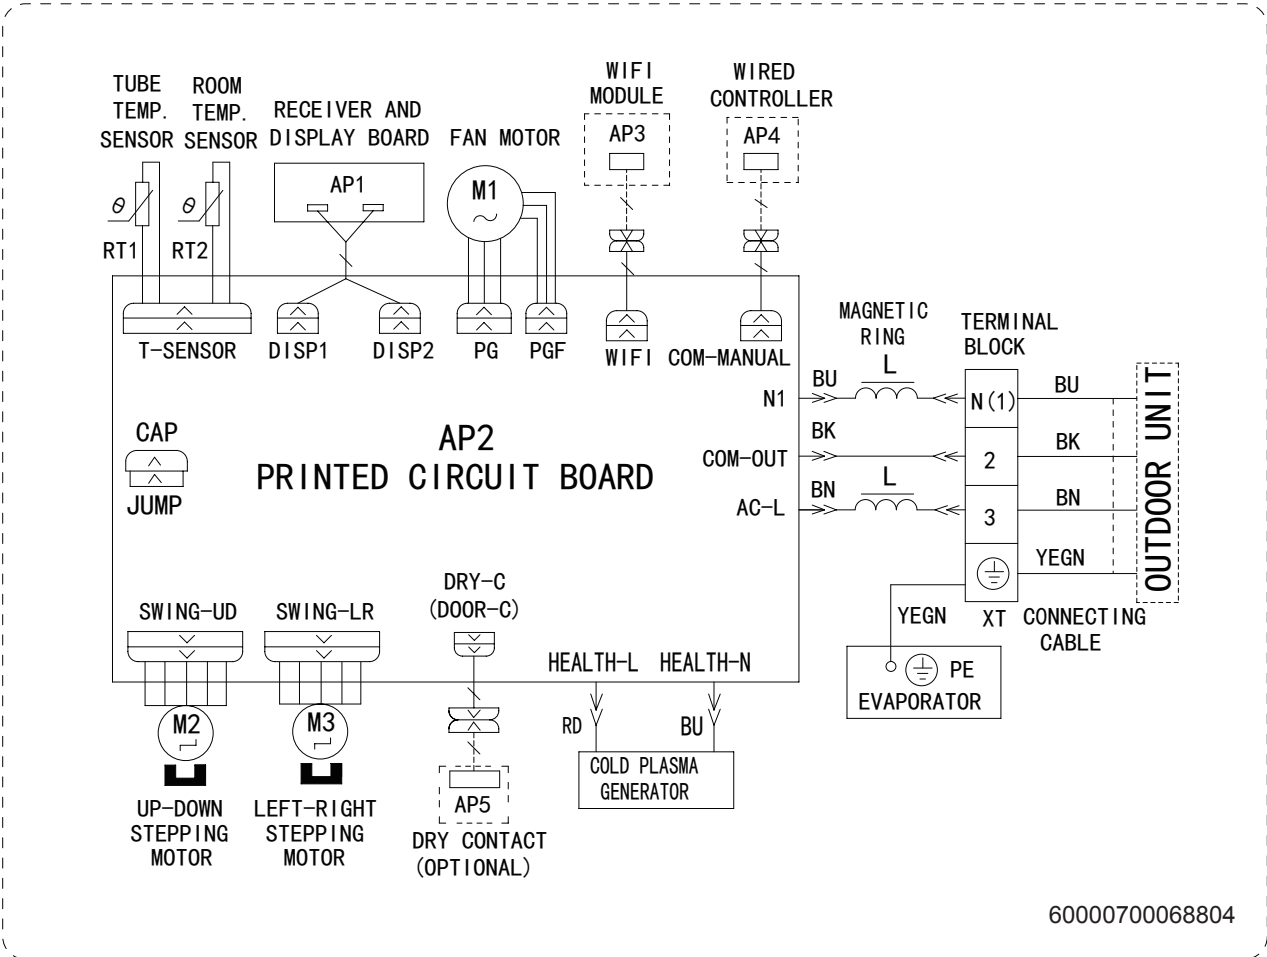 TUBE
TEMP.
SENSOR
ROOM
TEMP.
SENSOR
RECEIVER AND
DISPLAY BOARD
FAN MOTOR
WIFI
MODULE
WIRED
CONTROLLER
AP1
M1
AP3
AP4
θ
θ
RT1
RT2
T-SENSOR
DISP1
DISP2
PG
PGF
WIFI
COM-MANUAL
MAGNETIC
RING
TERMINAL
BLOCK
N1
BU
L
N(1)
BU
CAP
JUMP
AP2
PRINTED CIRCUIT BOARD
COM-OUT
BK
2
BK
AC-L
BN
L
3
BN
YEGN
OUTDOOR UNIT
YEGN
XT
CONNECTING
CABLE
PE
EVAPORATOR
SWING-UD
SWING-LR
DRY-C
(DOOR-C)
HEALTH-L
HEALTH-N
M2
M3
RD
BU
COLD PLASMA
GENERATOR
AP5
UP-DOWN
STEPPING
MOTOR
LEFT-RIGHT
STEPPING
MOTOR
DRY CONTACT
(OPTIONAL)
60000700068804